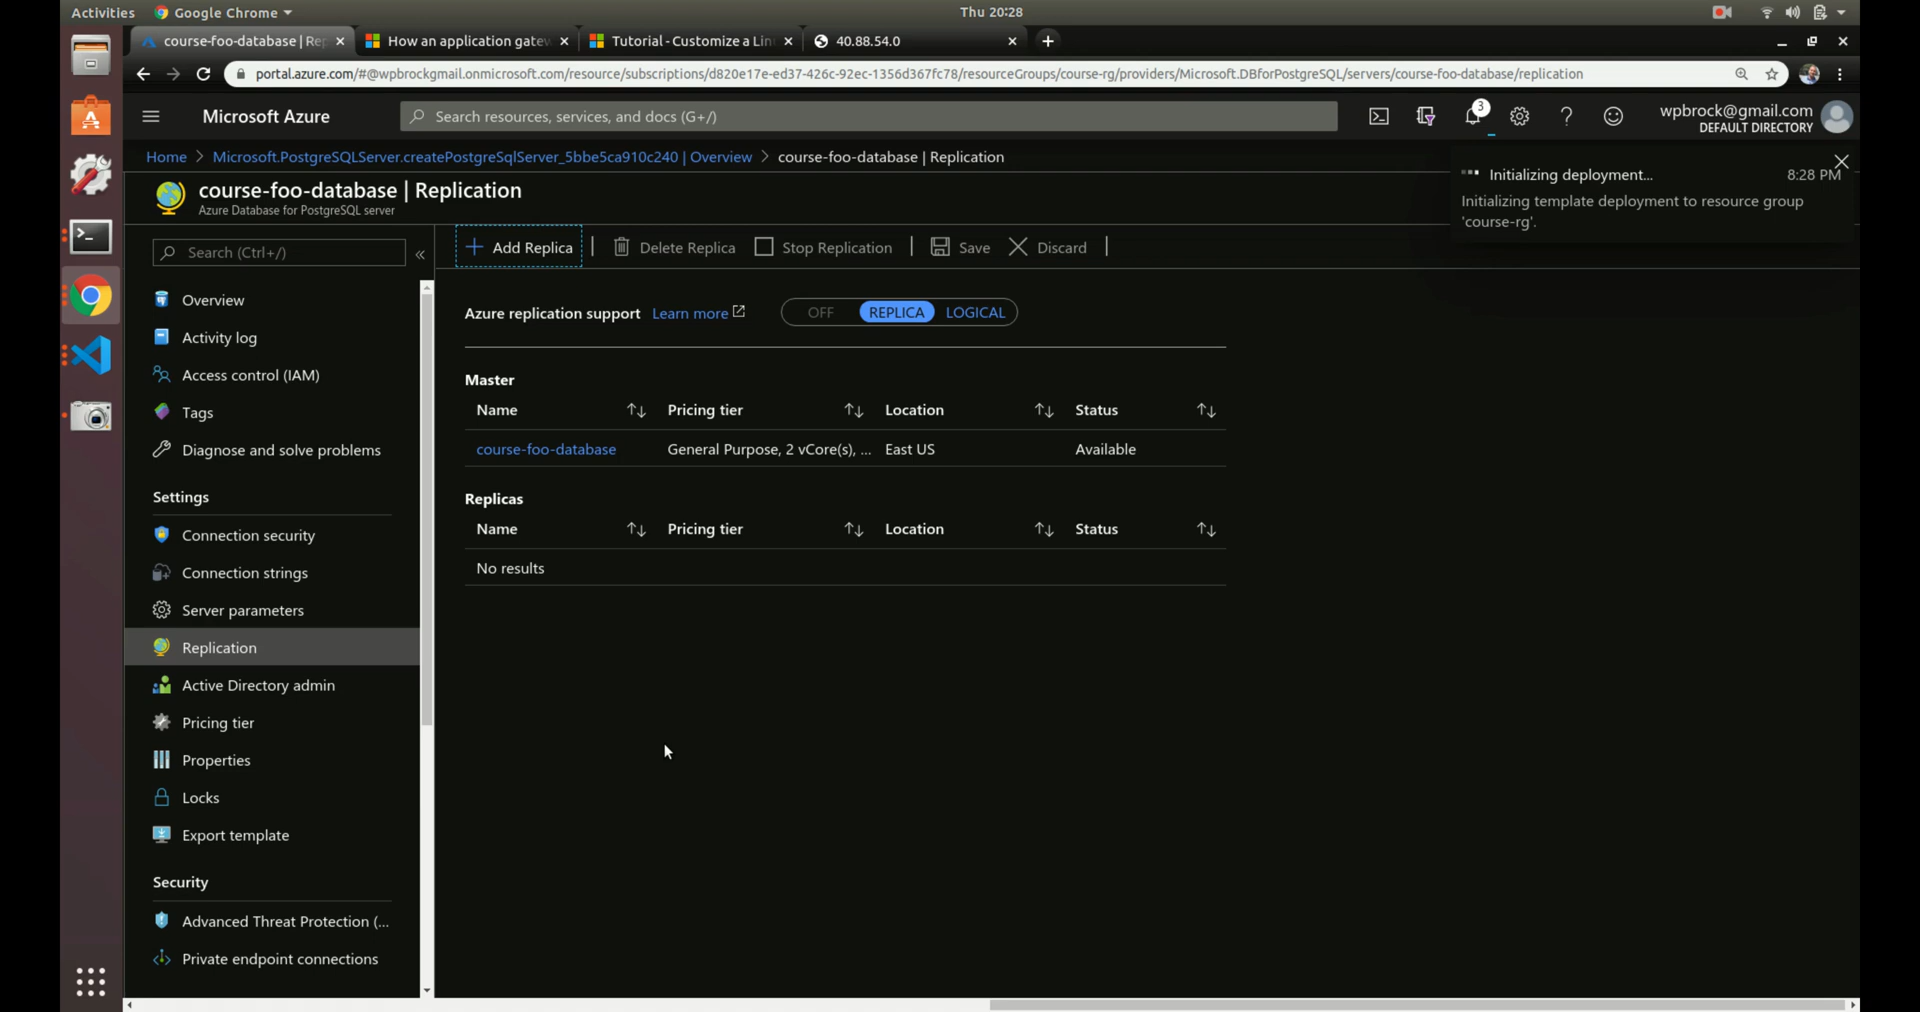 Activities
Google Chrome
Thu 20:28
course-foo-database | Re
How an application gatew
Tutorial - Customize a Lin
40.88.54.0
portal.azure.com/#@wpbrockgmail.onmicrosoft.com/resource/subscriptions/d820e17e-ed37-426c-92ec-1356d367fc78/resourceGroups/course-rg/providers/Microsoft.DBforPostgreSQL/servers/course-foo-database/replication
Microsoft Azure
Search resources, services, and docs (G+/)
3
wpbrock@gmail.com
DEFAULT DIRECTORY
Home > Microsoft.PostgreSQLServer.createPostgreSqlServer_5bbe5ca910c240 | Overview > course-foo-database | Replication
course-foo-database | Replication
Azure Database for PostgreSQL server
Initializing deployment...
8:28 PM
Initializing template deployment to resource group
'course-rg'.
Search (Ctrl+/)
«
Overview
Activity log
Access control (IAM)
Tags
Diagnose and solve problems
Settings
Connection security
Connection strings
Server parameters
Replication
Active Directory admin
Pricing tier
Properties
Locks
Export template
Security
Advanced Threat Protection (...
Private endpoint connections
Add Replica
Delete Replica
Stop Replication
Save
Discard
Azure replication support
Learn more
OFF
REPLICA
LOGICAL
Master
Name
Pricing tier
Location
Status
course-foo-database
General Purpose, 2 vCore(s), ...
East US
Available
Replicas
Name
Pricing tier
Location
Status
No results